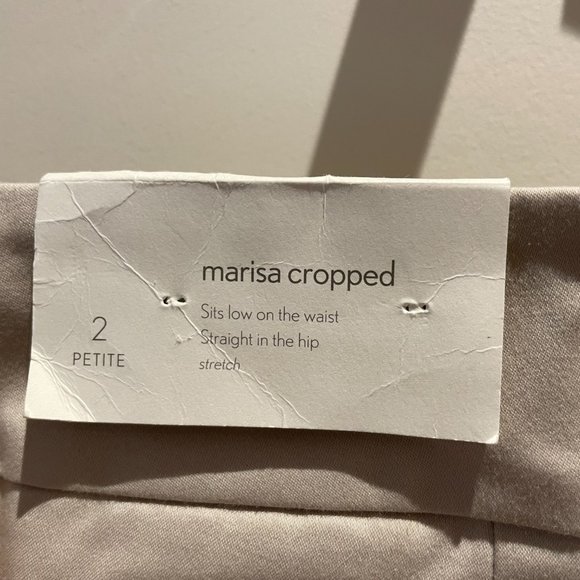 marisa cropped
Sits low on the waist
Straight in the hip
stretch
2
PETITE